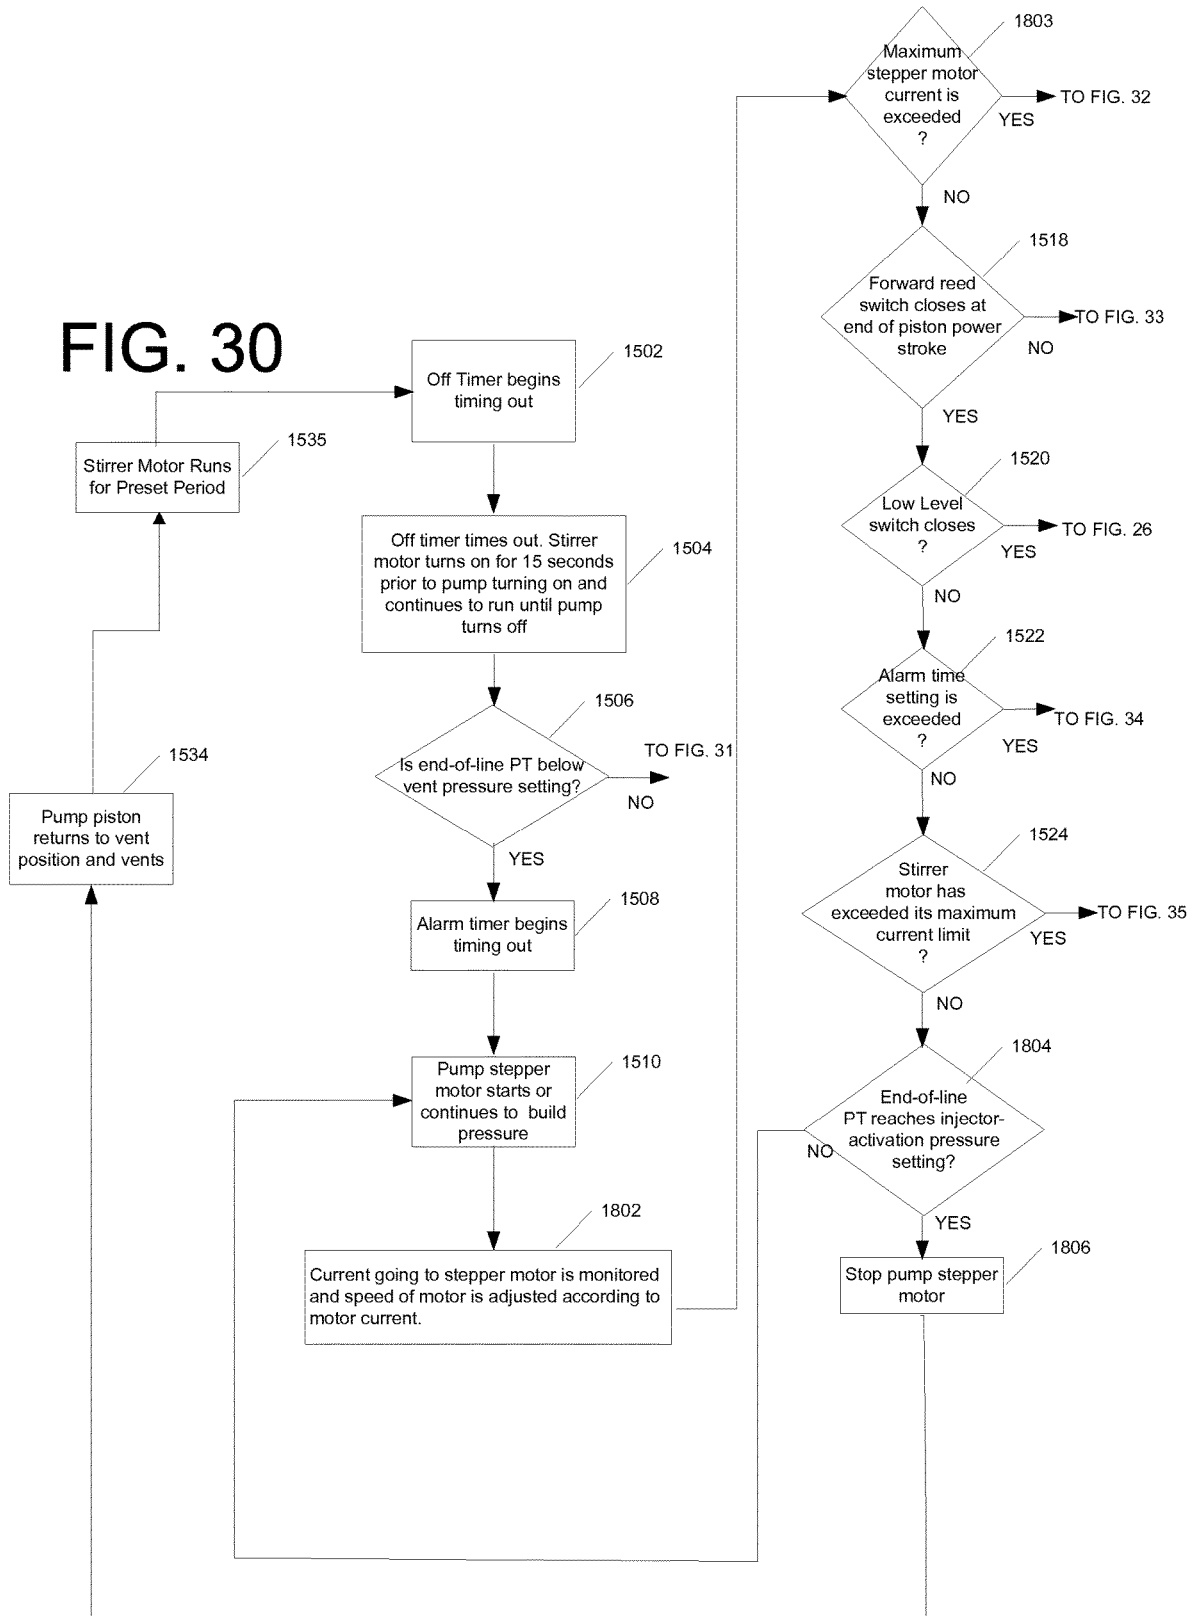 FIG. 30
1534
Pump piston
returns to vent
position and vents
1535
Stirrer Motor Runs
for Preset Period
1502
Off Timer begins
timing out
1504
Off timer times out. Stirrer
motor turns on for 15 seconds
prior to pump turning on and
continues to run until pump
turns off
1506
Is end-of-line PT below
vent pressure setting?
TO FIG. 31
NO
YES
1508
Alarm timer begins
timing out
1510
Pump stepper
motor starts or
continues to build
pressure
1802
Current going to stepper motor is monitored
and speed of motor is adjusted according to
motor current.
1803
Maximum
stepper motor
current is
exceeded
?
TO FIG. 32
YES
NO
1518
Forward reed
switch closes at
end of piston power
stroke
TO FIG. 33
NO
YES
1520
Low Level
switch closes
?
TO FIG. 26
YES
NO
1522
Alarm time
setting is
exceeded
?
TO FIG. 34
YES
NO
1524
Stirrer
motor has
exceeded its maximum
current limit
?
TO FIG. 35
YES
NO
1804
End-of-line
PT reaches injector-
activation pressure
setting?
NO
YES
1806
Stop pump stepper
motor